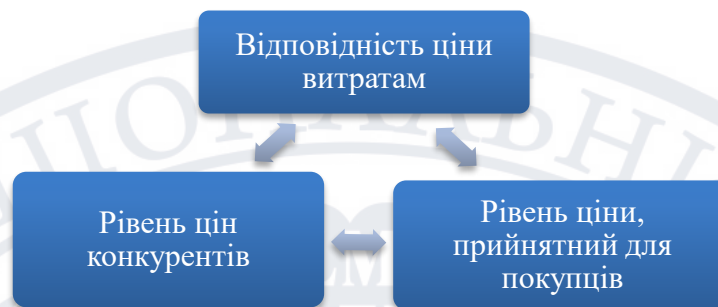 Відповідність ціни
витратам
Рівень цін
конкурентів
Рівень ціни,
прийнятний для
покупців